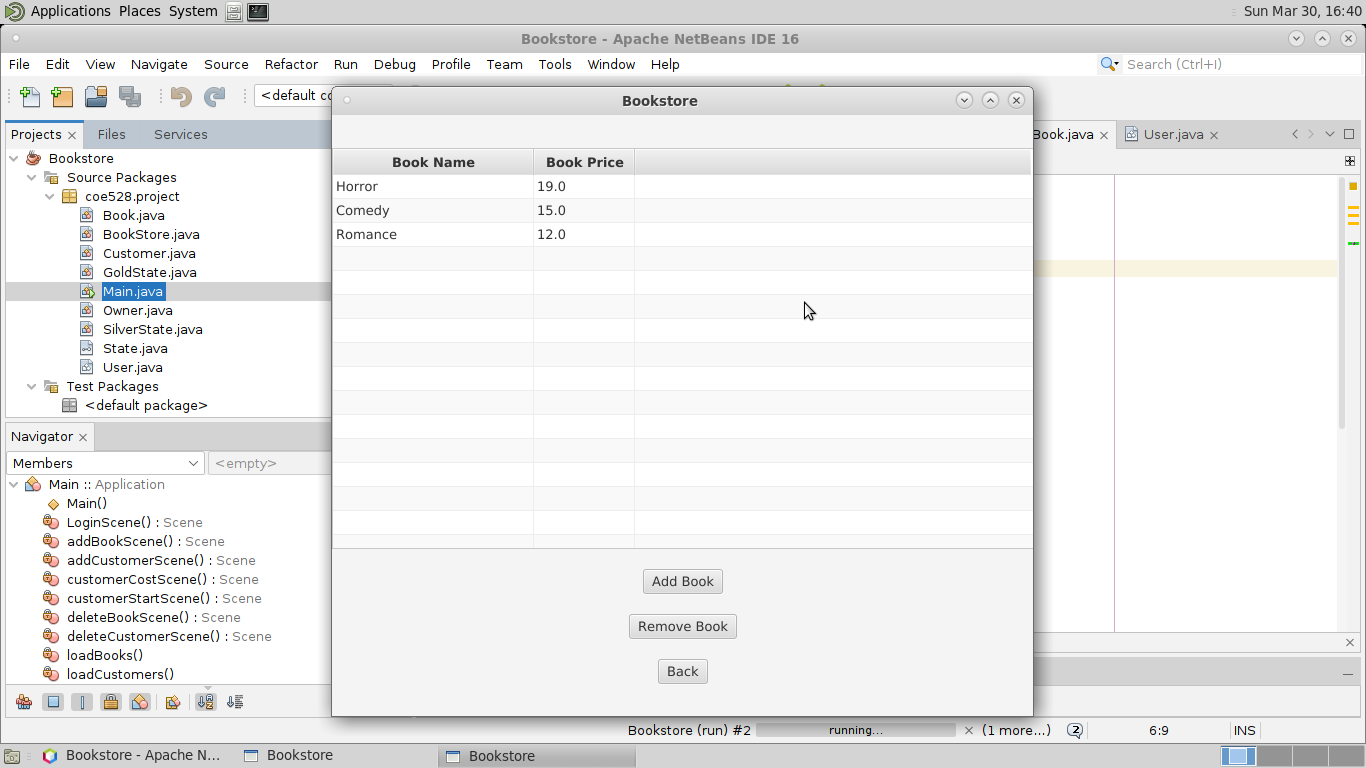 Applications Places System
Sun Mar 30, 16:40
Bookstore - Apache NetBeans IDE 16
File Edit View Navigate Source Refactor Run Debug Profile Team Tools Window Help
Search (Ctrl+I)
<default co
Projects Files Services
Book.java
User.java
Bookstore
Source Packages
coe528.project
Book.java
BookStore.java
Customer.java
GoldState.java
Main.java
Owner.java
SilverState.java
State.java
User.java
Test Packages
<default package>
Navigator
Members
<empty>
Main :: Application
Main()
LoginScene() : Scene
addBookScene() : Scene
addCustomerScene() : Scene
customerCostScene() : Scene
customerStartScene() : Scene
deleteBookScene() : Scene
deleteCustomerScene() : Scene
loadBooks()
loadCustomers()
Bookstore
Book Name Book Price
Horror 19.0
Comedy 15.0
Romance 12.0
Add Book
Remove Book
Back
Bookstore (run) #2
running...
(1 more...)
2
6:9
INS
Bookstore - Apache N...
Bookstore
Bookstore